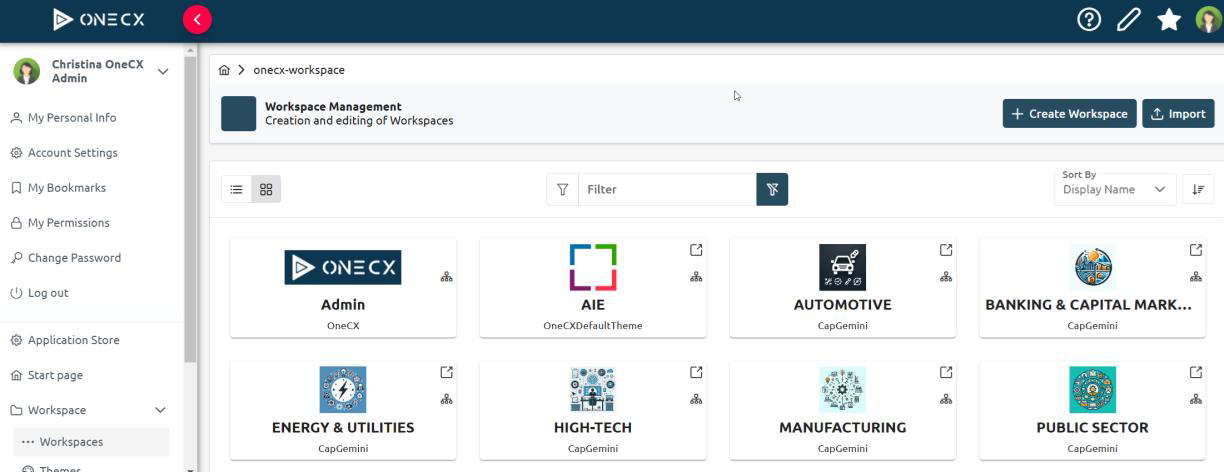 ONECX
Christina OneCX
Admin
My Personal Info
Account Settings
My Bookmarks
My Permissions
Change Password
Log out
Application Store
Start page
Workspace
Workspaces
Themes
onecx-workspace
Workspace Management
Creation and editing of Workspaces
Create Workspace
Import
Filter
Sort By
Display Name
ONECX
Admin
OneCX
AIE
OneCXDefaultTheme
AUTOMOTIVE
CapGemini
BANKING & CAPITAL MARK...
CapGemini
ENERGY & UTILITIES
CapGemini
HIGH-TECH
CapGemini
MANUFACTURING
CapGemini
PUBLIC SECTOR
CapGemini